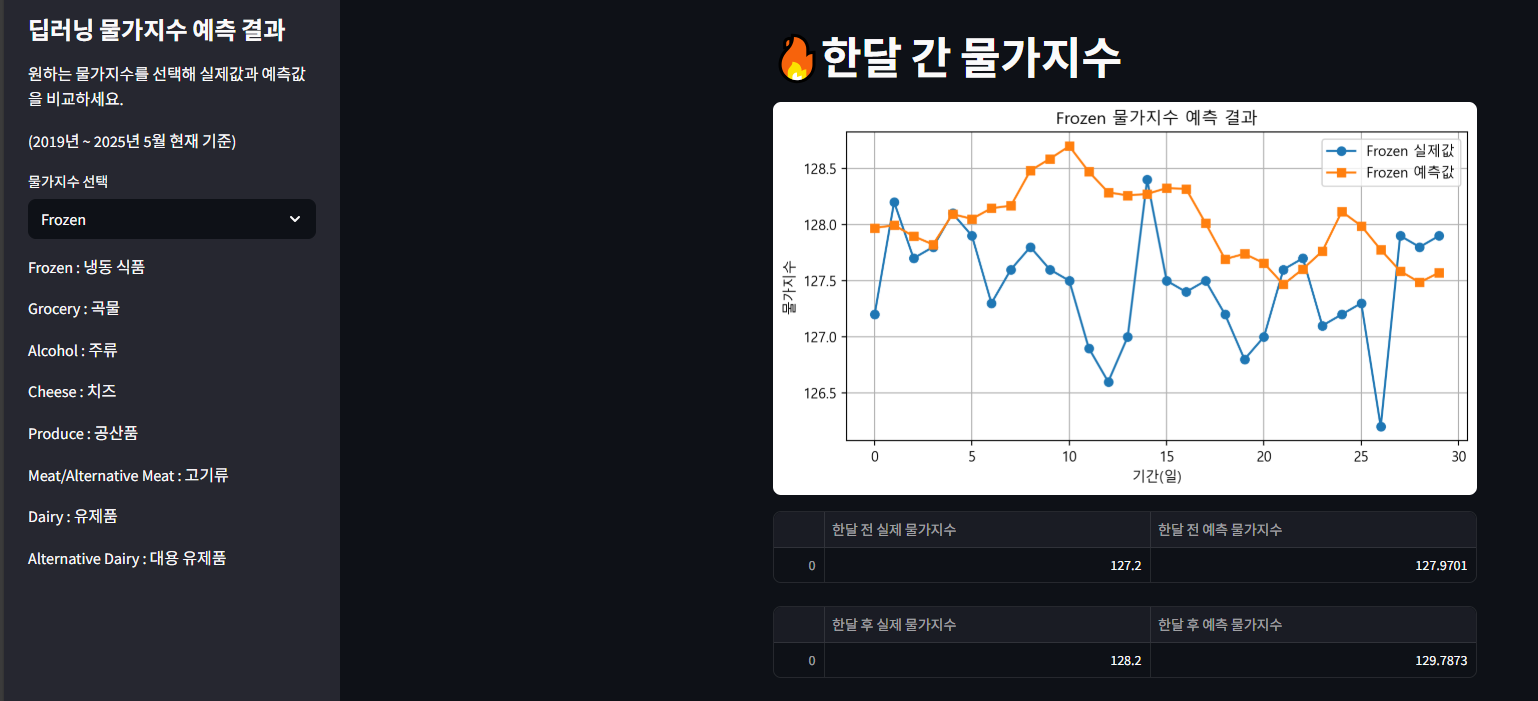 딥러닝 물가지수 예측 결과
원하는 물가지수를 선택해 실제값과 예측값
을 비교하세요.
(2019년 ~ 2025년 5월 현재 기준)
물가지수 선택
Frozen
Frozen : 냉동 식품
Grocery : 곡물
Alcohol : 주류
Cheese : 치즈
Produce : 공산품
Meat/Alternative Meat : 고기류
Dairy : 유제품
Alternative Dairy : 대용 유제품
🔥한달 간 물가지수
Frozen 물가지수 예측 결과
Frozen 실제값
Frozen 예측값
물가지수
128.5
128.0
127.5
127.0
126.5
0 5 10 15 20 25 30
기간(일)
한달 전 실제 물가지수 한달 전 예측 물가지수
0 127.2 127.9701
한달 후 실제 물가지수 한달 후 예측 물가지수
0 128.2 129.7873